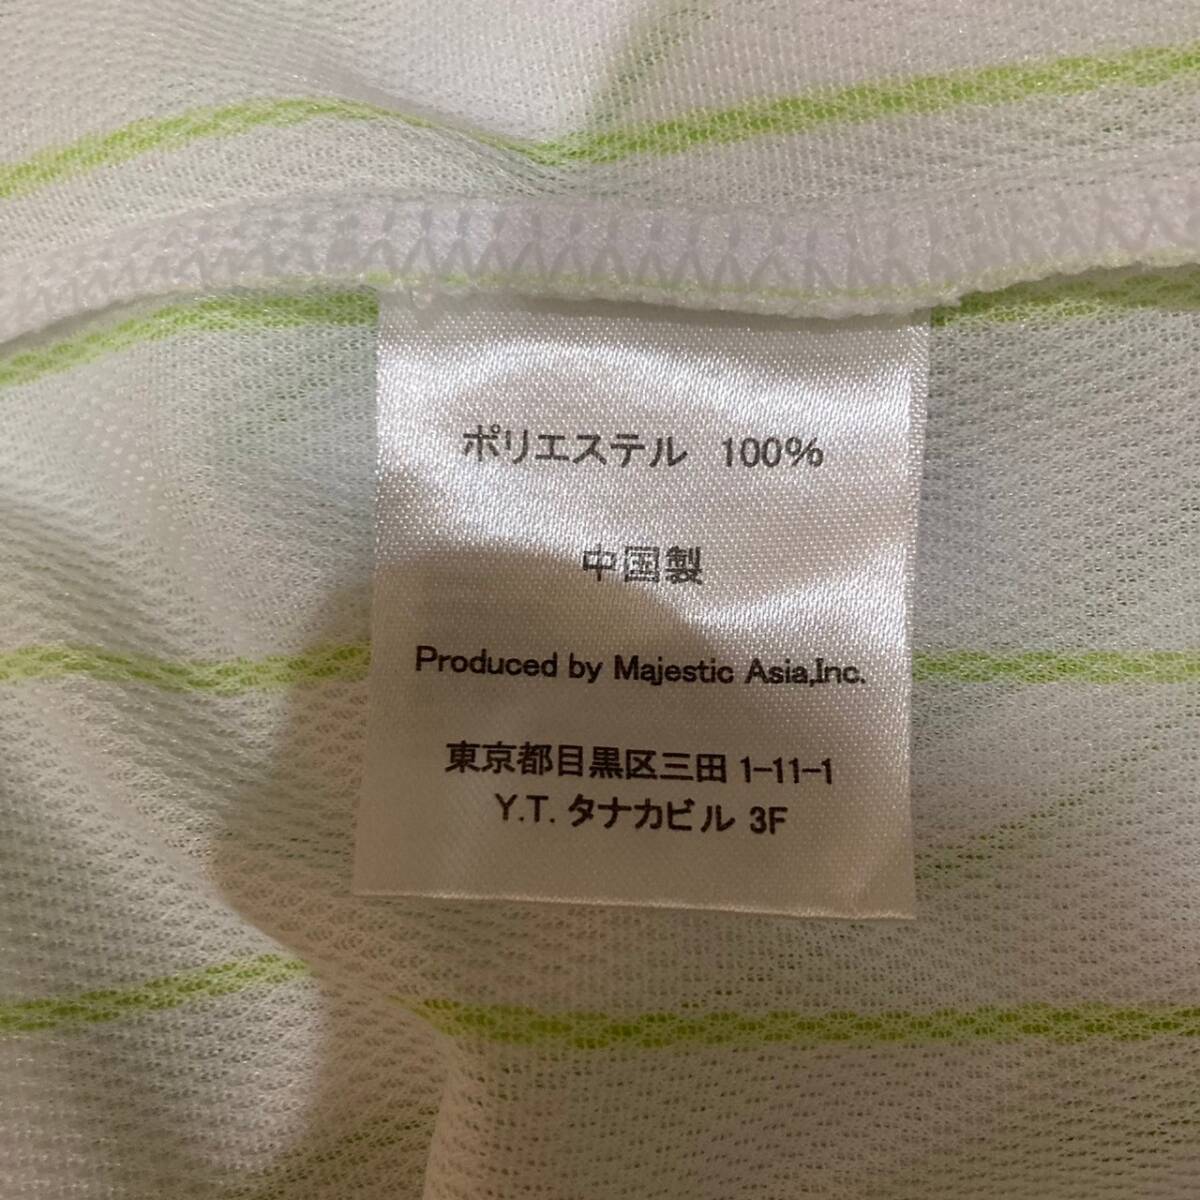 ポリエステル 100%
中国製
Produced by Majestic Asia,Inc.
東京都目黒区三田 1-11-1
Y.T. タナカビル 3F